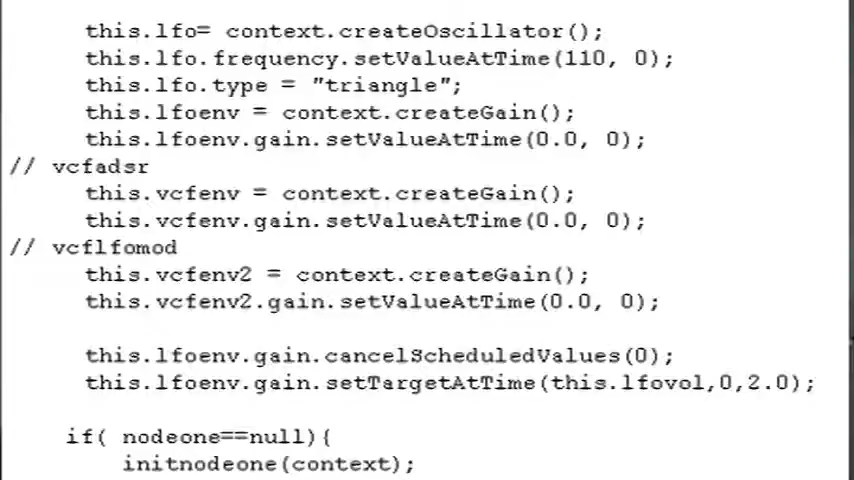 this.lfo= context.createOscillator();
this.lfo.frequency.setValueAtTime(110, 0);
this.lfo.type = "triangle";
this.lfoenv = context.createGain();
this.lfoenv.gain.setValueAtTime(0.0, 0);
// vcfadsr
this.vcfenv = context.createGain();
this.vcfenv.gain.setValueAtTime(0.0, 0);
// vcflfomod
this.vcfenv2 = context.createGain();
this.vcfenv2.gain.setValueAtTime(0.0, 0);
this.lfoenv.gain.cancelScheduledValues(0);
this.lfoenv.gain.setTargetAtTime(this.lfovol,0,2.0);
if( nodeone==null){
initnodeone(context);